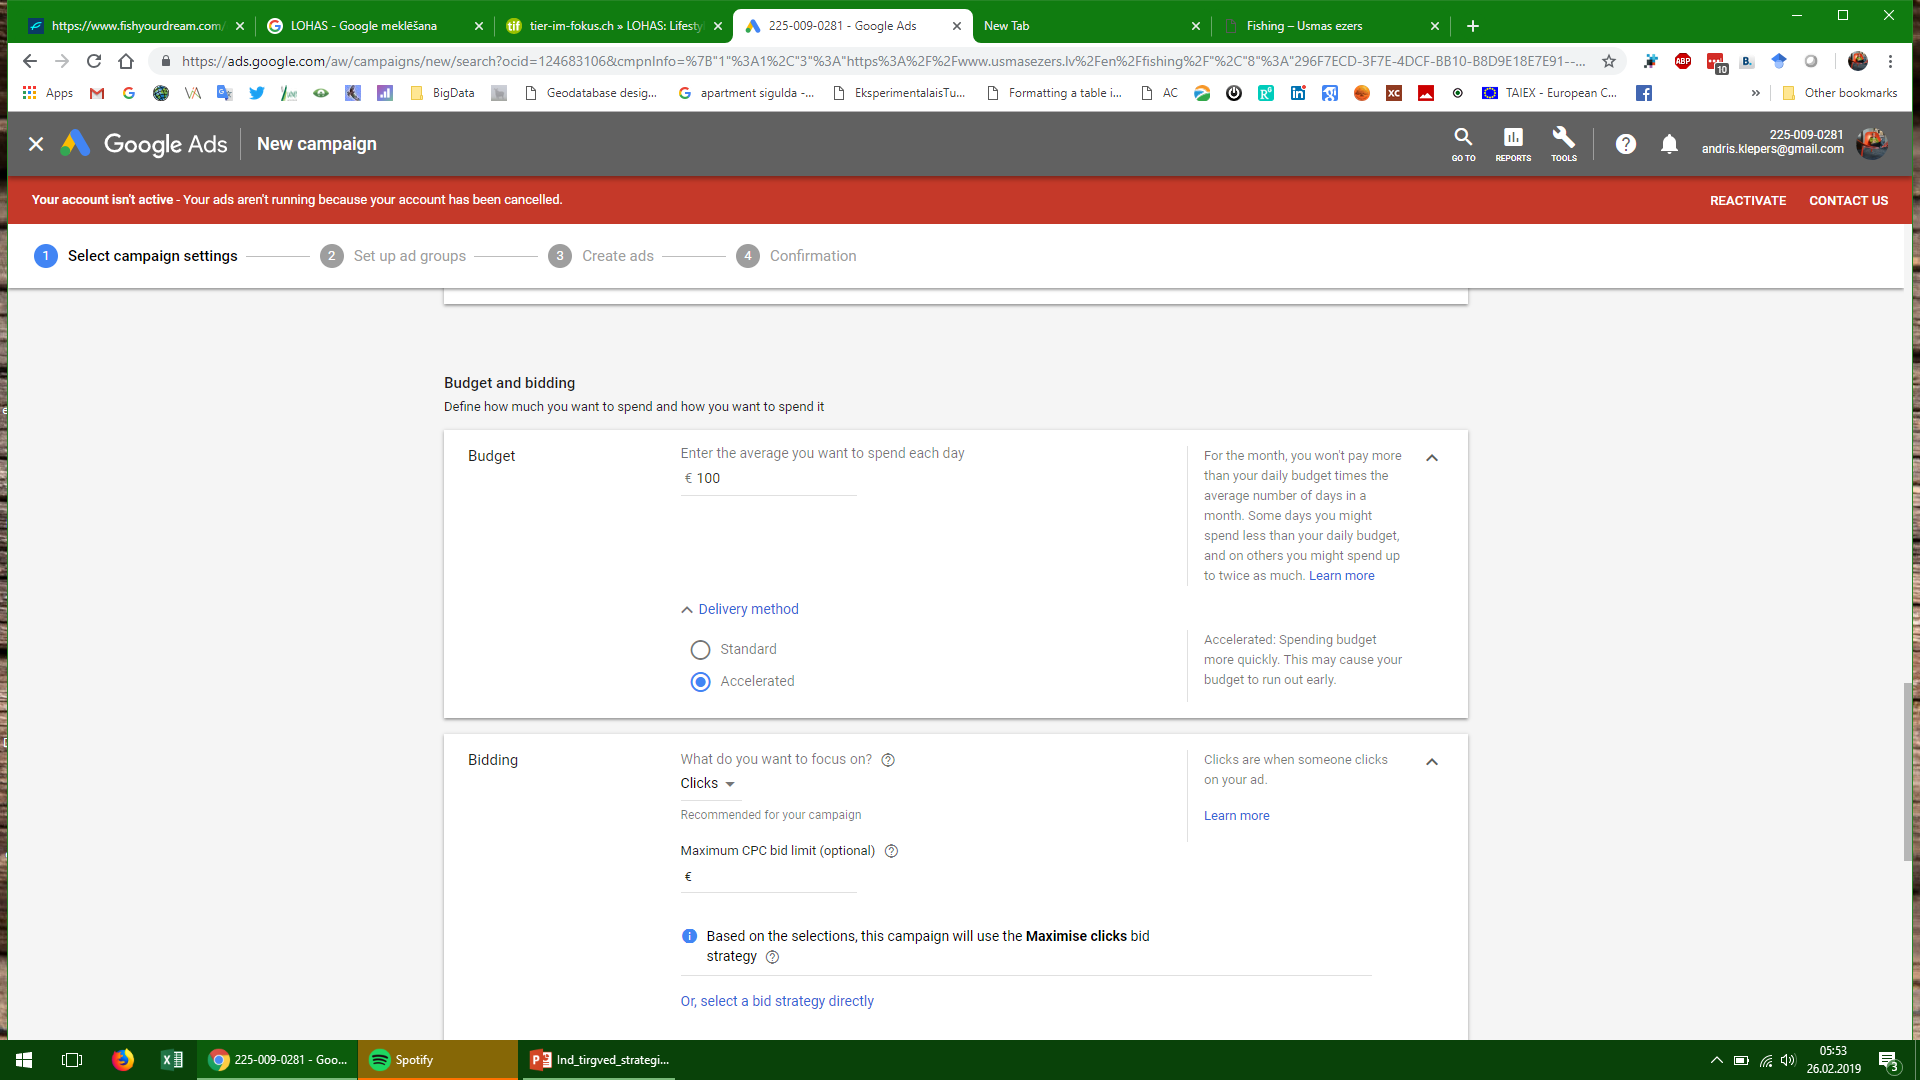 https://www.fishyourdream.com/
LOHAS - Google meklēšana
tier-im-fokus.ch » LOHAS: Lifesty
225-009-0281 - Google Ads
New Tab
Fishing – Usmas ezers
https://ads.google.com/aw/campaigns/new/search?ocid=124683106&cmpnInfo=%7B"1"%3A1%2C"3"%3A"https%3A%2F%2Fwww.usmasezers.lv%2Fen%2Ffishing%2F"%2C"8"%3A"296F7ECD-3F7E-4DCF-BB10-B8D9E18E7E91--...
ABP
10
B.
Apps
BigData
Geodatabase desig...
apartment sigulda -...
EksperimentalaisTu...
Formatting a table i...
AC
XC
TAIEX - European C...
»
Other bookmarks
Google Ads
New campaign
GO TO
REPORTS
TOOLS
225-009-0281
andris.klepers@gmail.com
Your account isn't active - Your ads aren't running because your account has been cancelled.
REACTIVATE
CONTACT US
1 Select campaign settings
2 Set up ad groups
3 Create ads
4 Confirmation
Budget and bidding
Define how much you want to spend and how you want to spend it
Budget
Enter the average you want to spend each day
€ 100
For the month, you won't pay more
than your daily budget times the
average number of days in a
month. Some days you might
spend less than your daily budget,
and on others you might spend up
to twice as much. Learn more
Delivery method
Standard
Accelerated
Accelerated: Spending budget
more quickly. This may cause your
budget to run out early.
Bidding
What do you want to focus on?
Clicks
Recommended for your campaign
Maximum CPC bid limit (optional)
€
Clicks are when someone clicks
on your ad.
Learn more
Based on the selections, this campaign will use the Maximise clicks bid
strategy
Or, select a bid strategy directly
225-009-0281 - Goo...
Spotify
Ind_tirgved_strategi...
05:53
26.02.2019
3